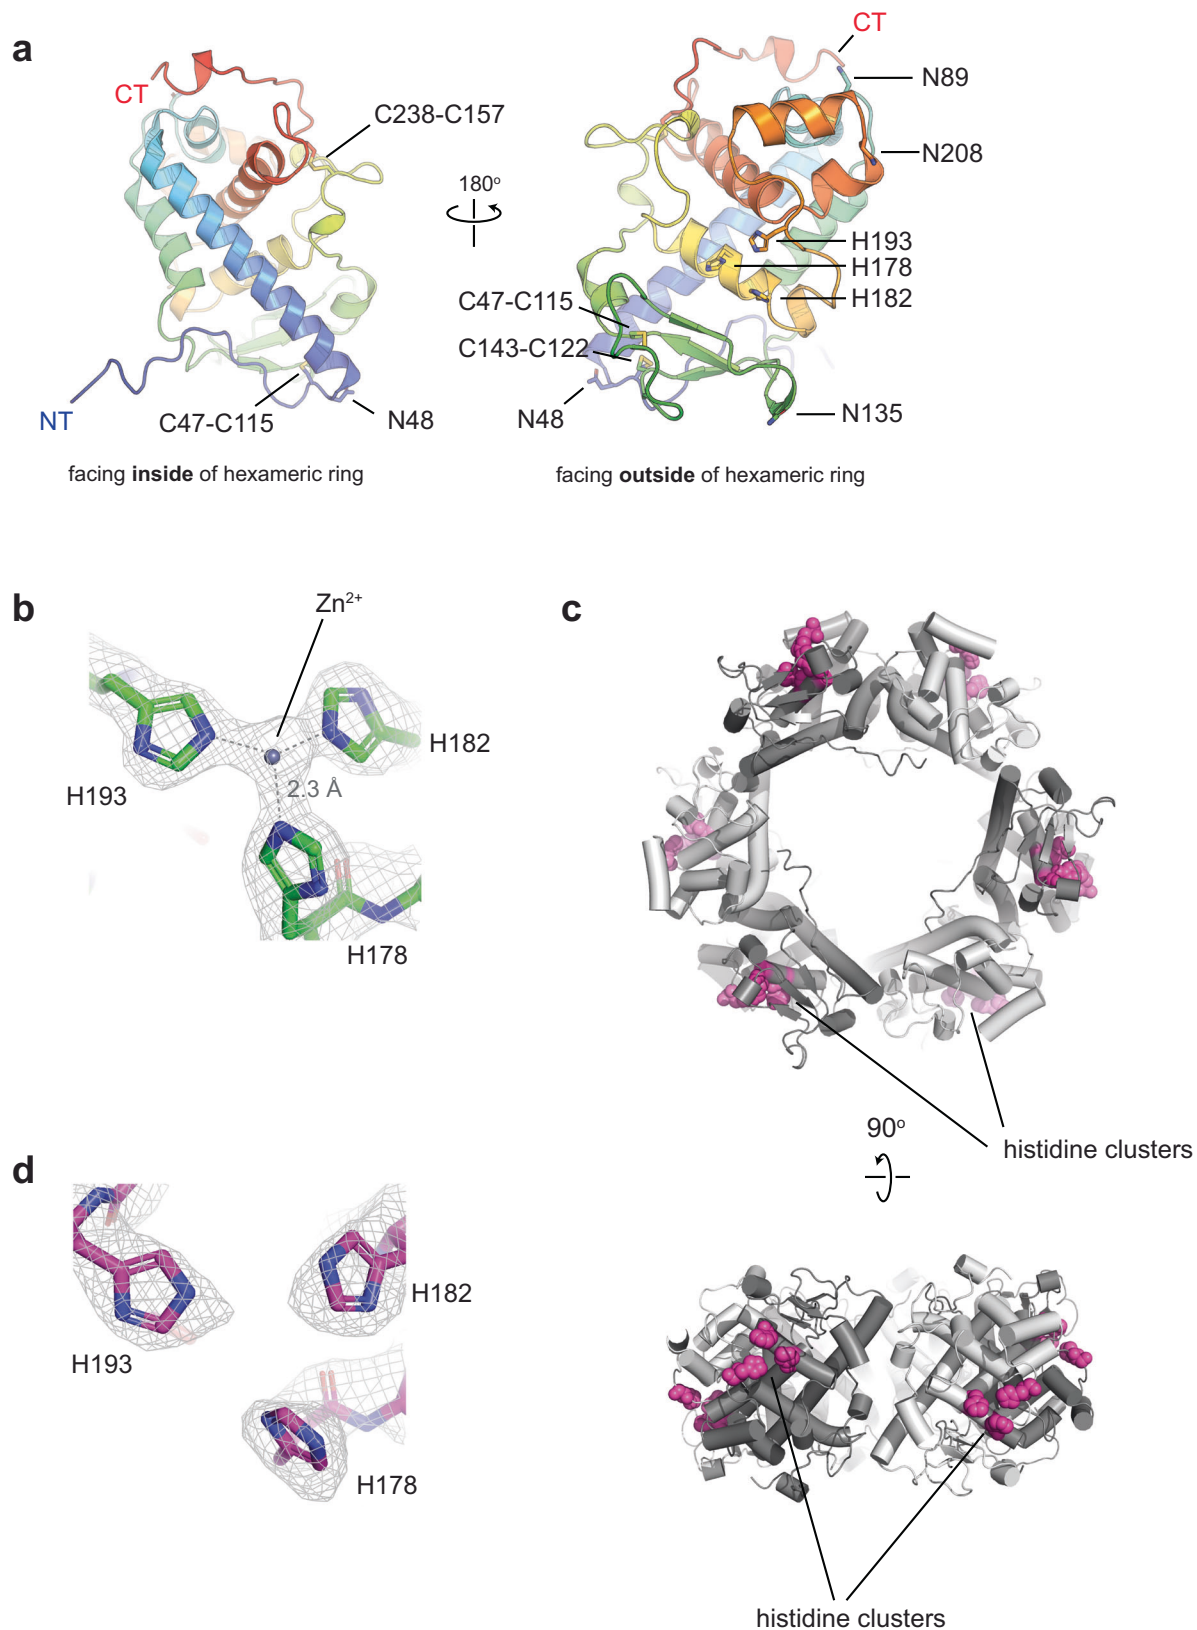 a
CT
C238-C157
180°
NT
C47-C115
N48
facing inside of hexameric ring
CT
N89
N208
H193
H178
H182
C47-C115
C143-C122
N48
N135
facing outside of hexameric ring
b
Zn²⁺
H182
H193
2.3 Å
H178
c
histidine clusters
90°
histidine clusters
d
H182
H193
H178